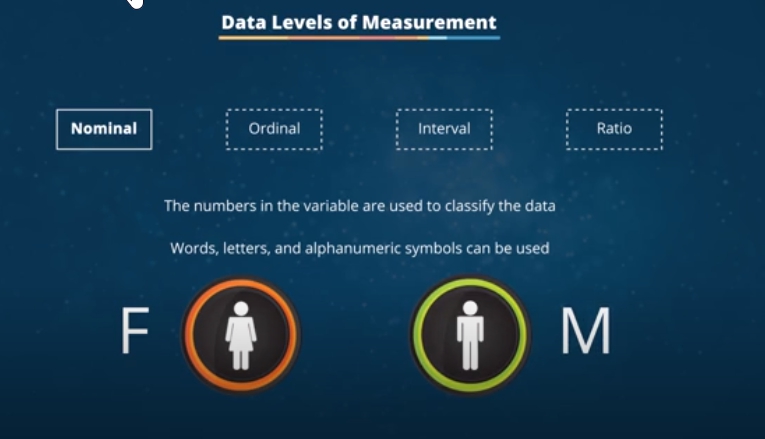 Data Levels of Measurement
Nominal
Ordinal
Interval
Ratio
The numbers in the variable are used to classify the data
Words, letters, and alphanumeric symbols can be used
F
M